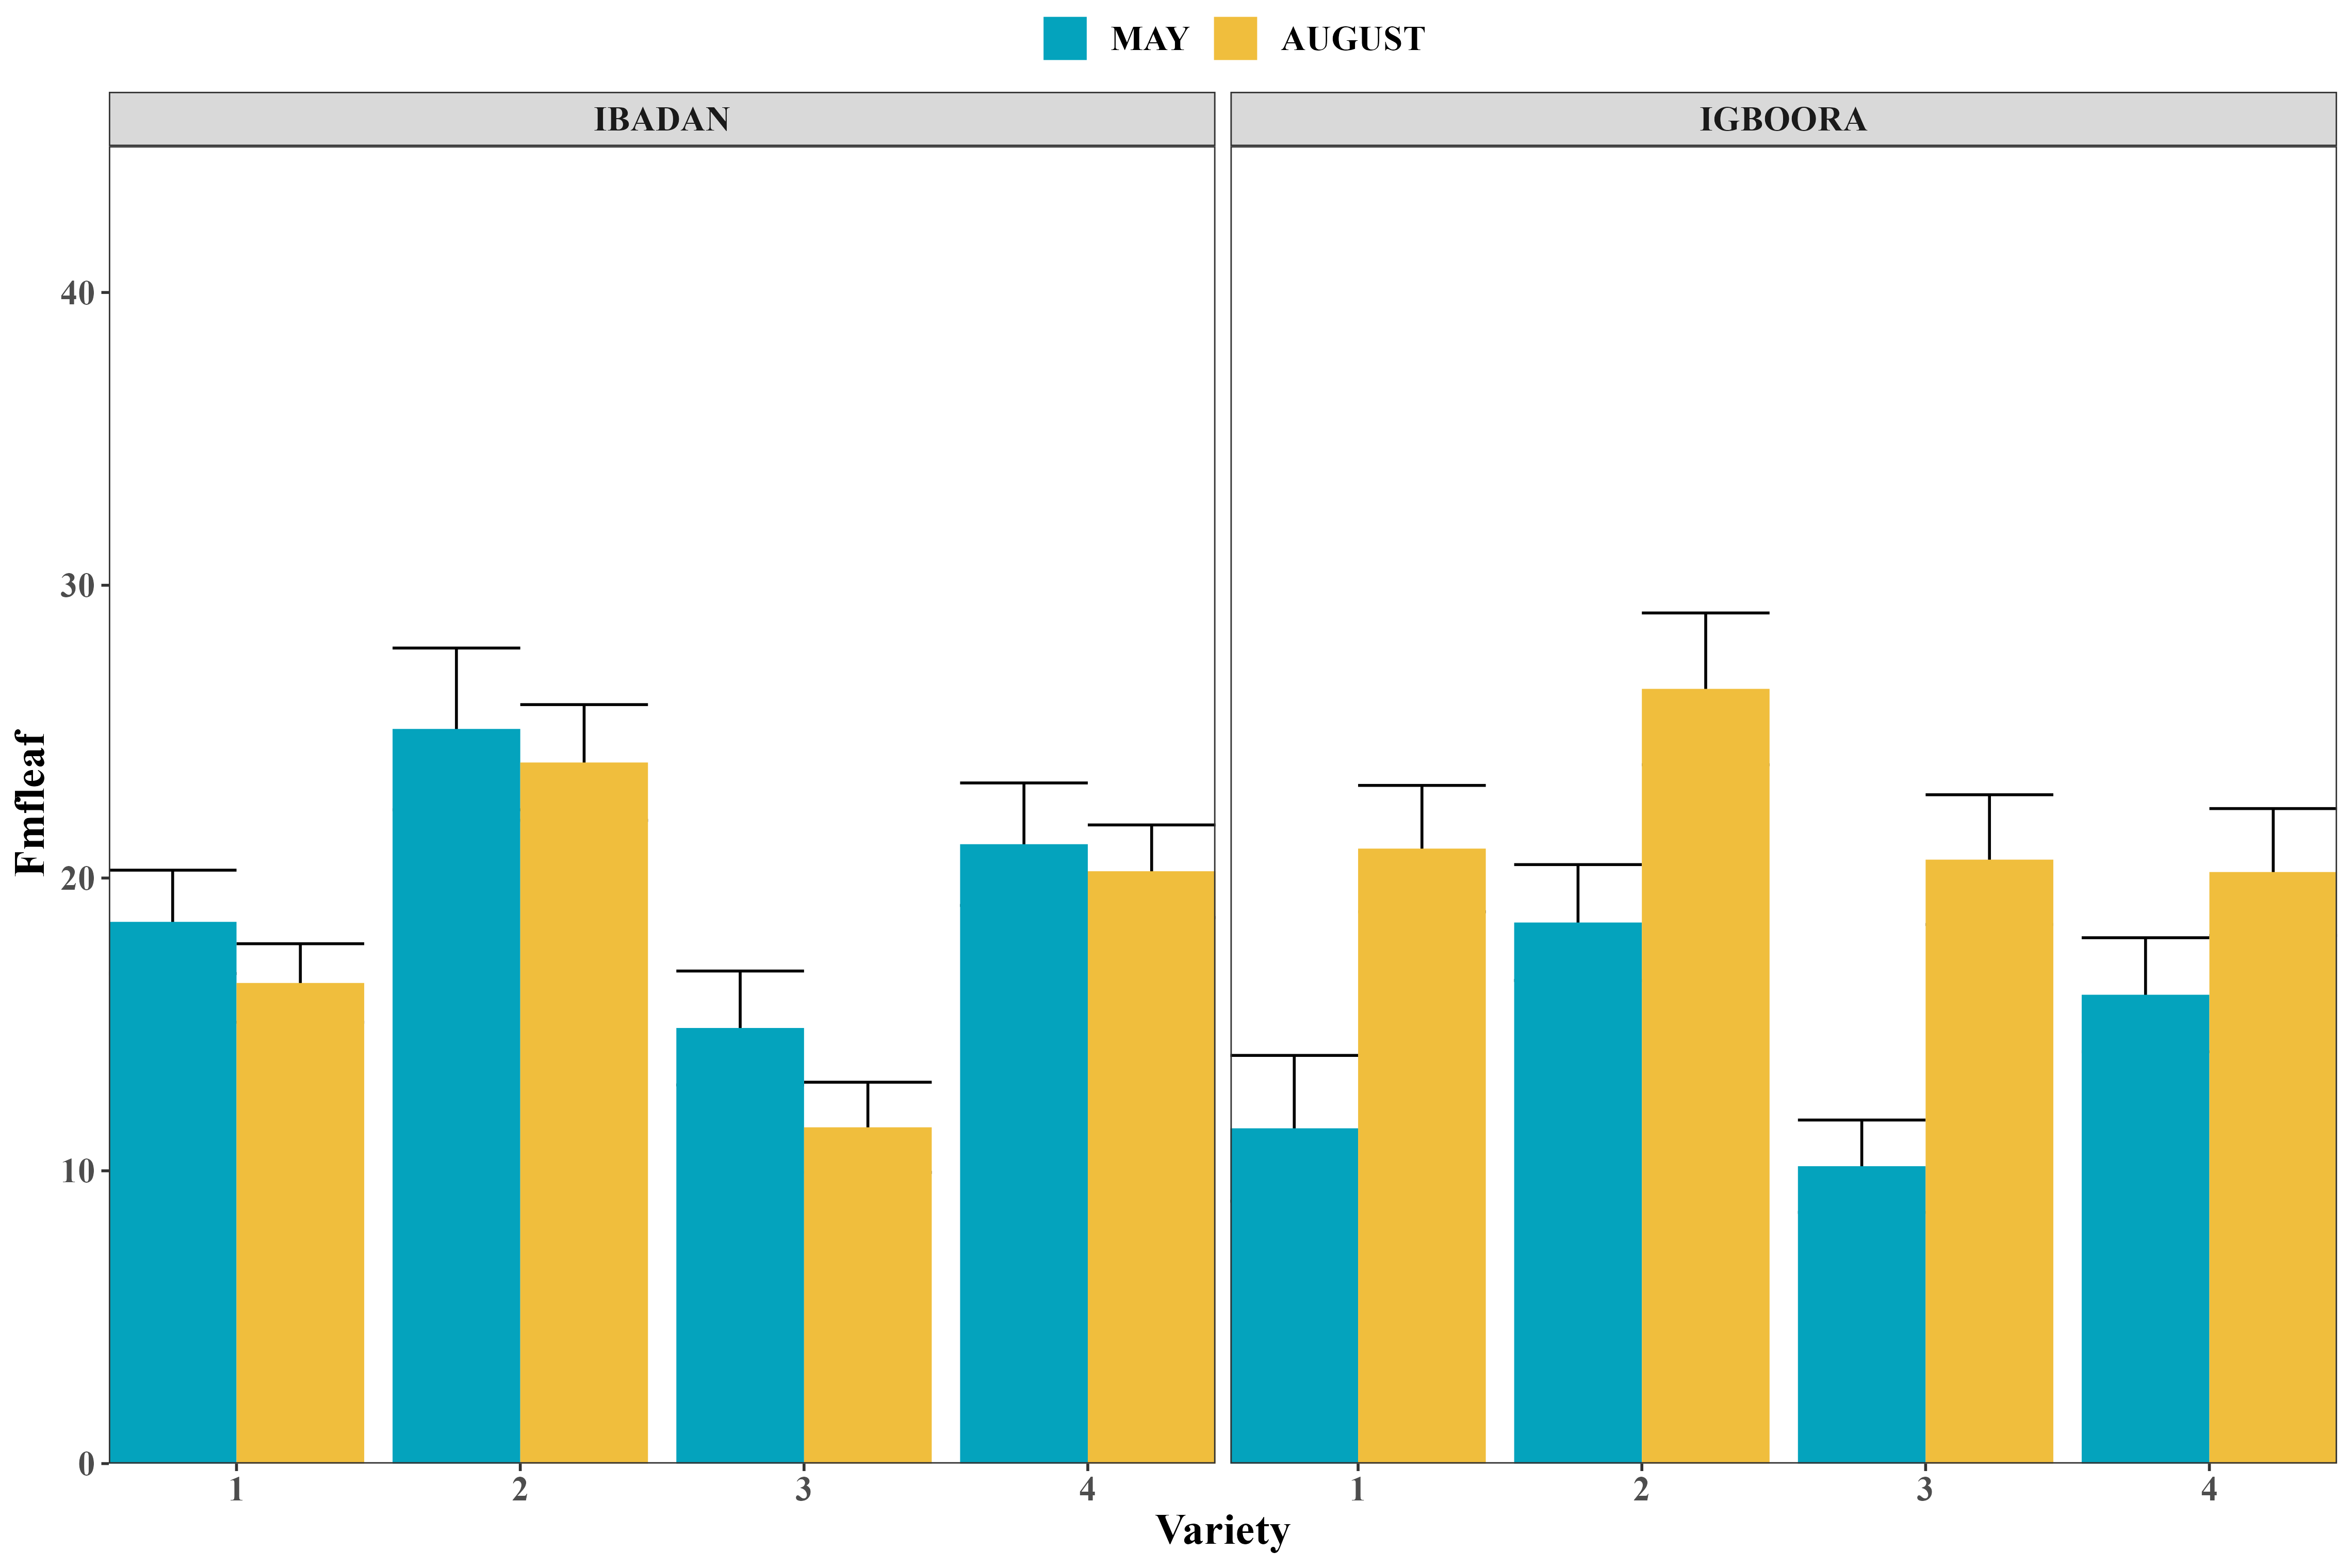 MAY AUGUST
IBADAN IGBOORA
40
30
20
10
0
Fmfleaf
1 2 3 4 1 2 3 4
Variety